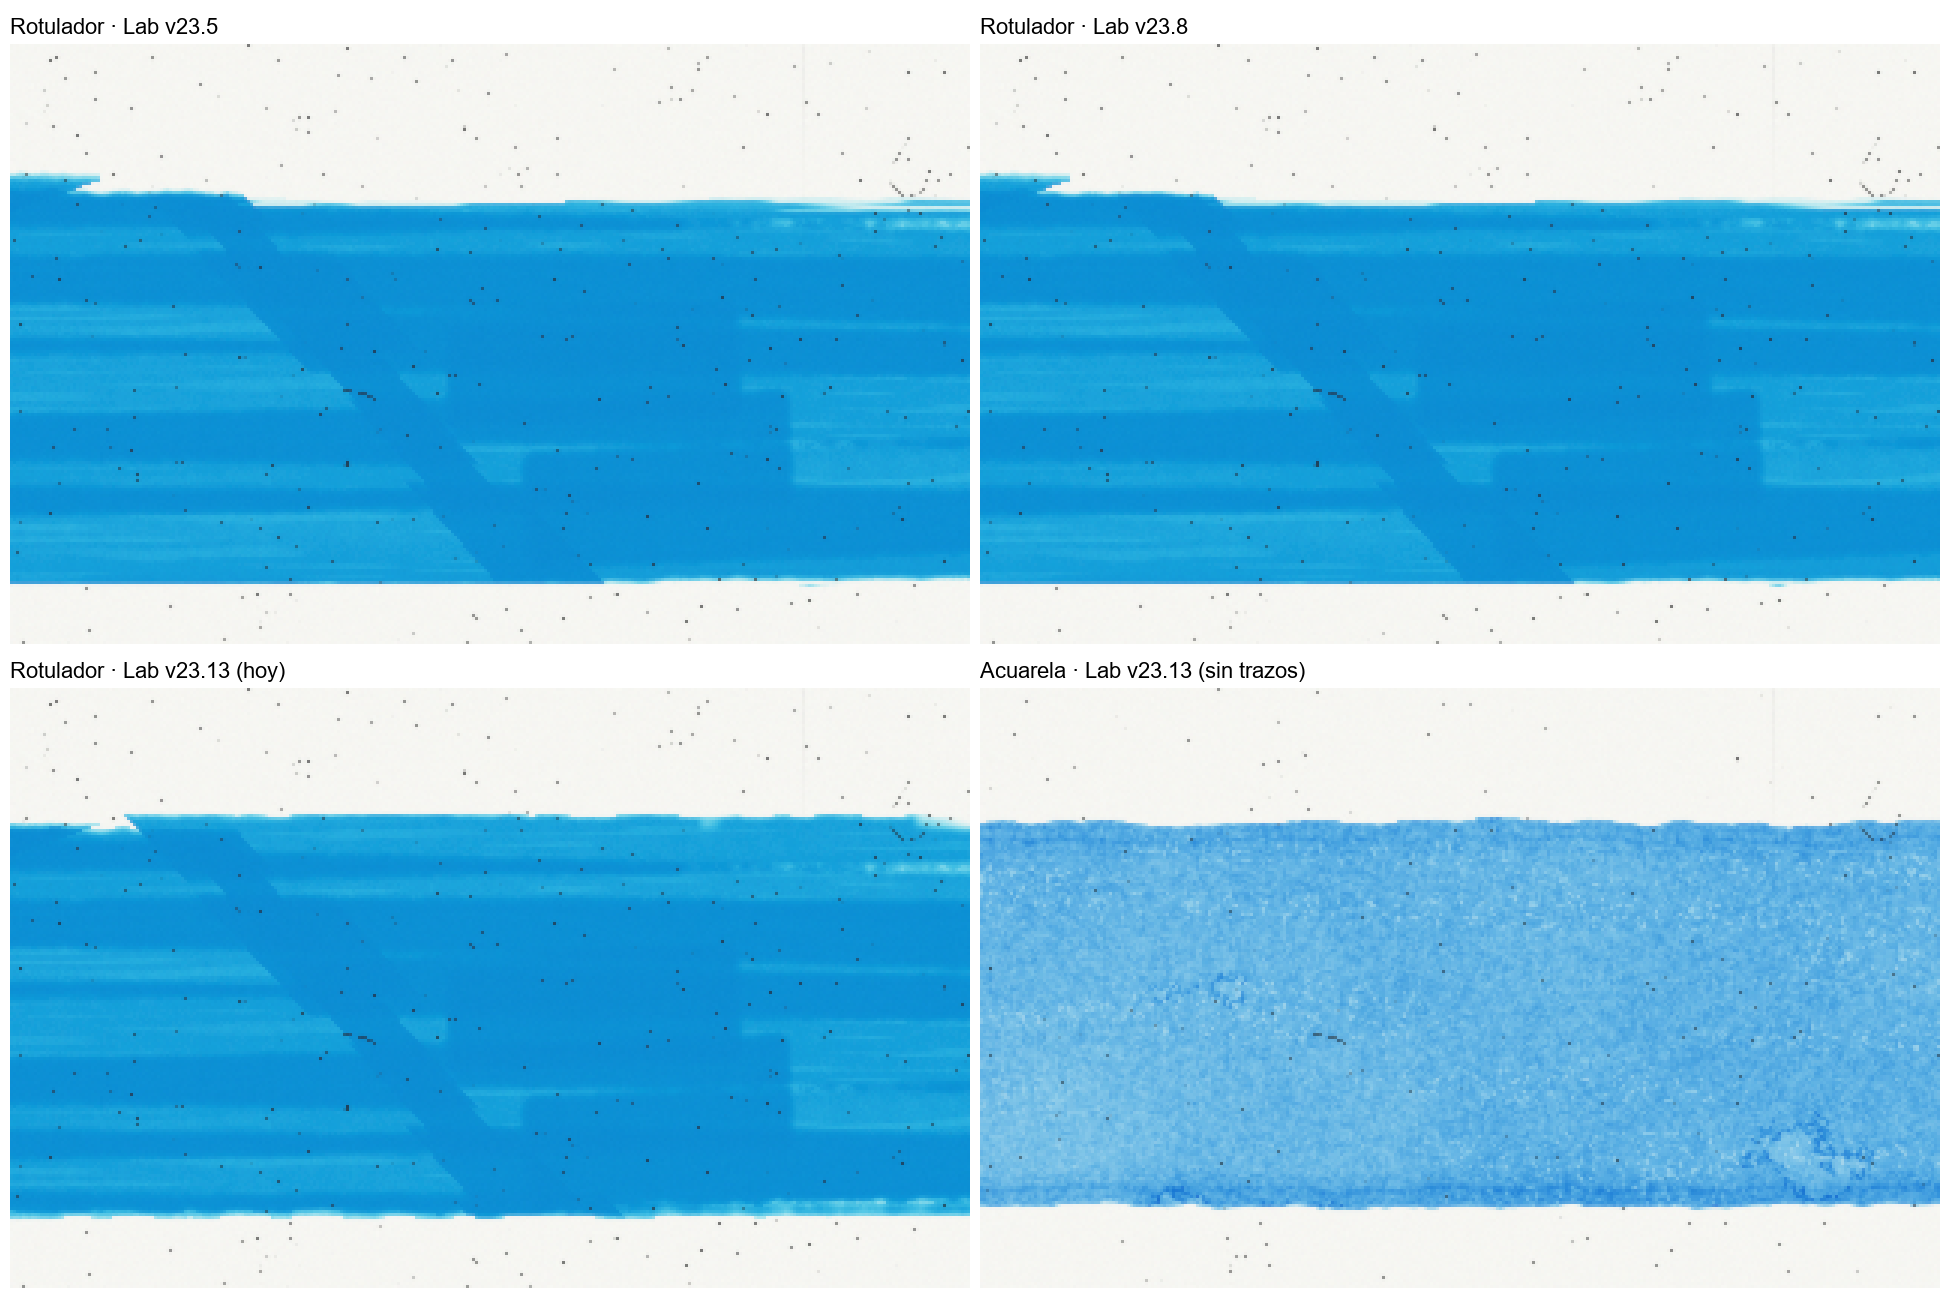 Rotulador · Lab v23.5
Rotulador · Lab v23.8
Rotulador · Lab v23.13 (hoy)
Acuarela · Lab v23.13 (sin trazos)